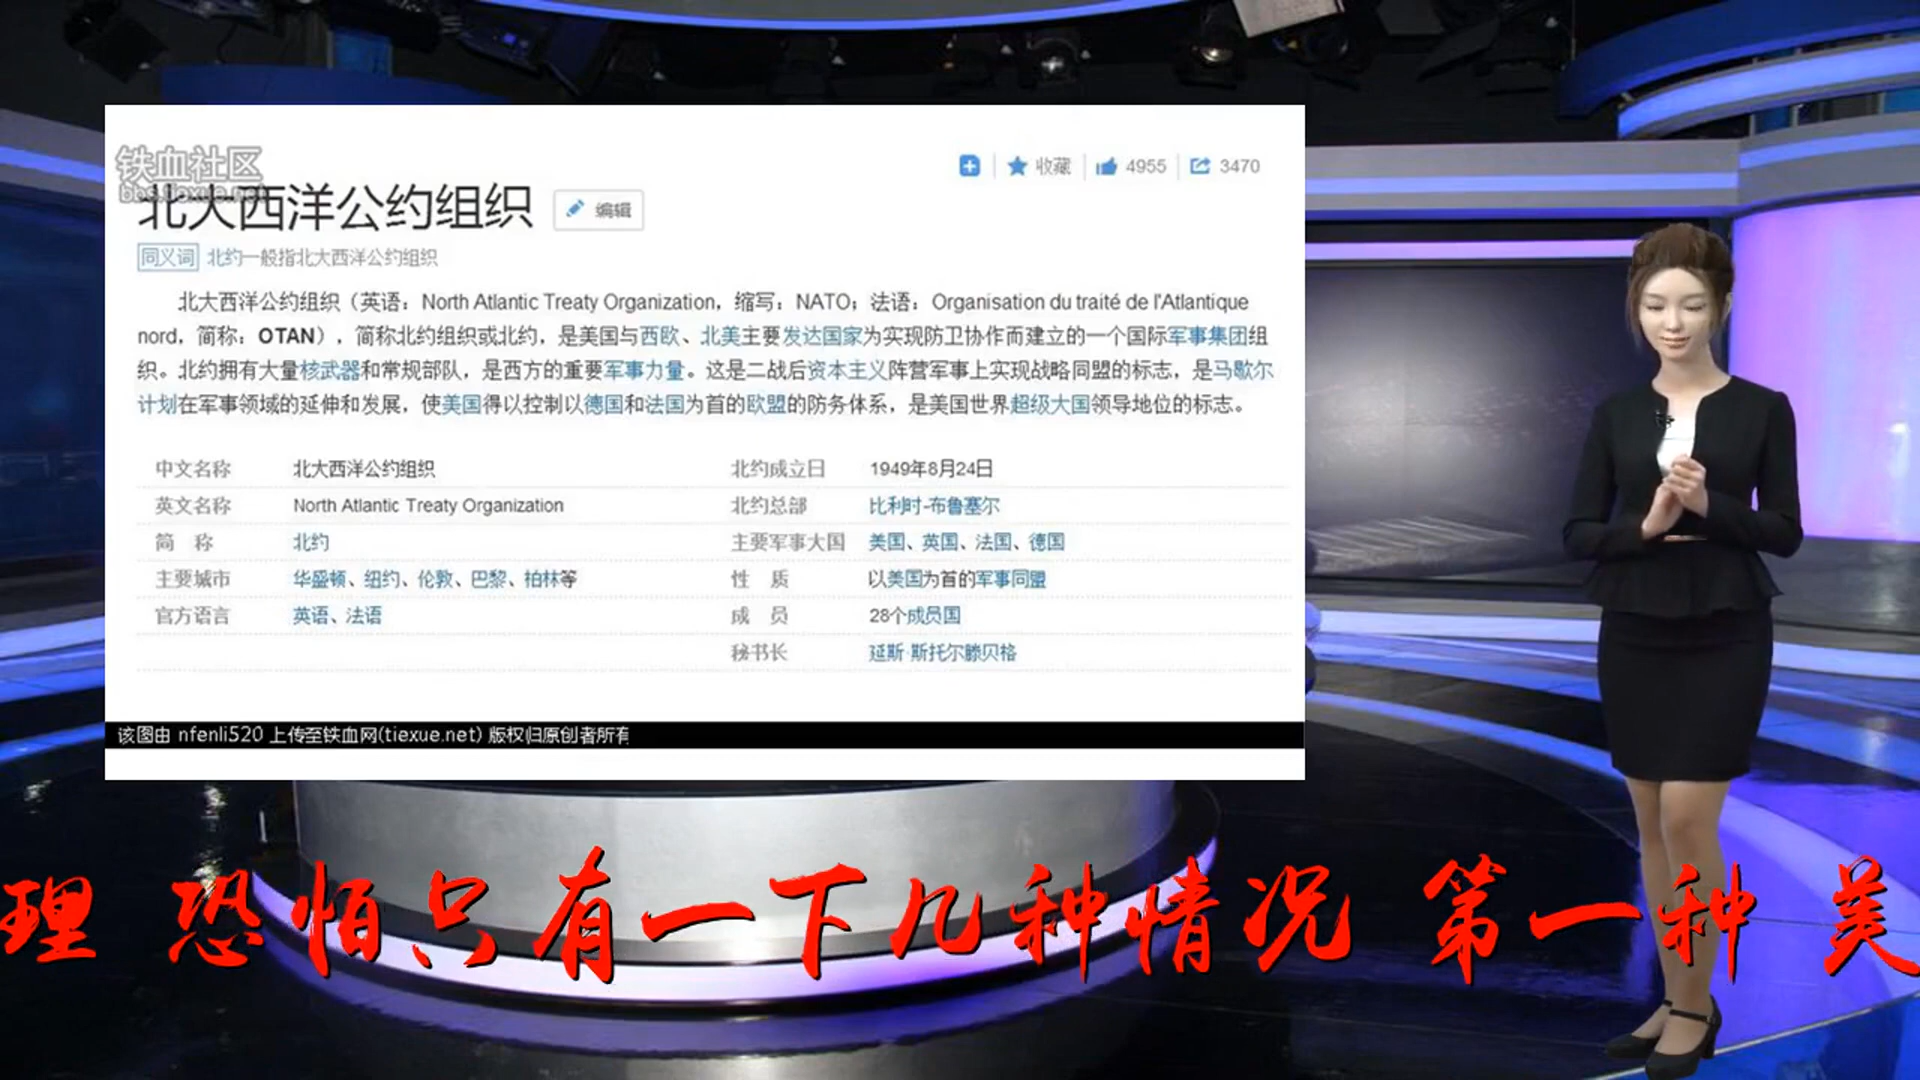 铁血社区
bbs.tiexue.net
收藏 4955 3470
北大西洋公约组织 编辑
同义词 北约一般指北大西洋公约组织
北大西洋公约组织（英语：North Atlantic Treaty Organization，缩写：NATO；法语：Organisation du traité de l'Atlantique
nord，简称：OTAN），简称北约组织或北约，是美国与西欧、北美主要发达国家为实现防卫协作而建立的一个国际军事集团组
织。北约拥有大量核武器和常规部队，是西方的重要军事力量。这是二战后资本主义阵营军事上实现战略同盟的标志，是马歇尔
计划在军事领域的延伸和发展，使美国得以控制以德国和法国为首的欧盟的防务体系，是美国世界超级大国领导地位的标志。
中文名称 北大西洋公约组织 北约成立日 1949年8月24日
英文名称 North Atlantic Treaty Organization 北约总部 比利时-布鲁塞尔
简 称 北约 主要军事大国 美国、英国、法国、德国
主要城市 华盛顿、纽约、伦敦、巴黎、柏林等 性 质 以美国为首的军事同盟
官方语言 英语、法语 成 员 28个成员国
秘书长 延斯·斯托尔滕贝格
该图由 nfenli520 上传至铁血网(tiexue.net) 版权归原创者所有
理 恐怕只有一下几种情况 第一种 美